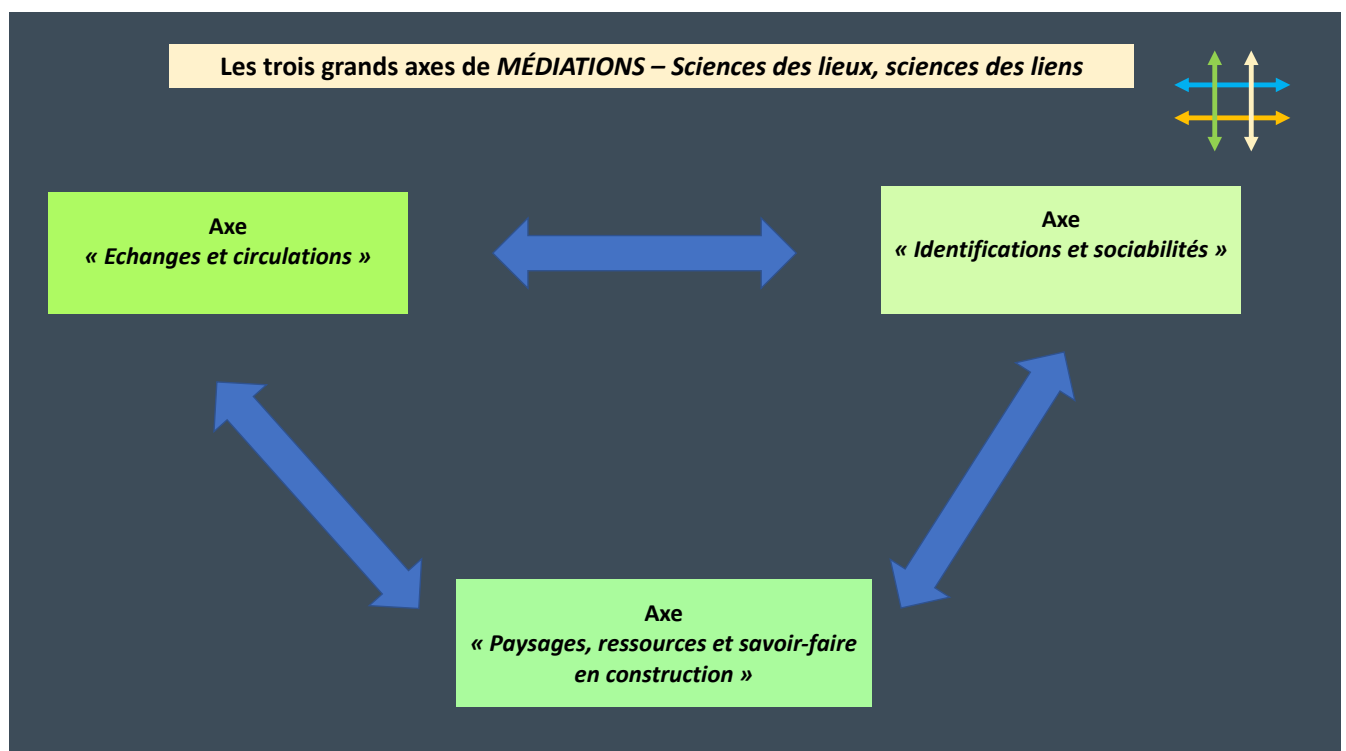 Les trois grands axes de MÉDIATIONS – Sciences des lieux, sciences des liens
Axe
« Echanges et circulations »
Axe
« Identifications et sociabilités »
Axe
« Paysages, ressources et savoir-faire
en construction »